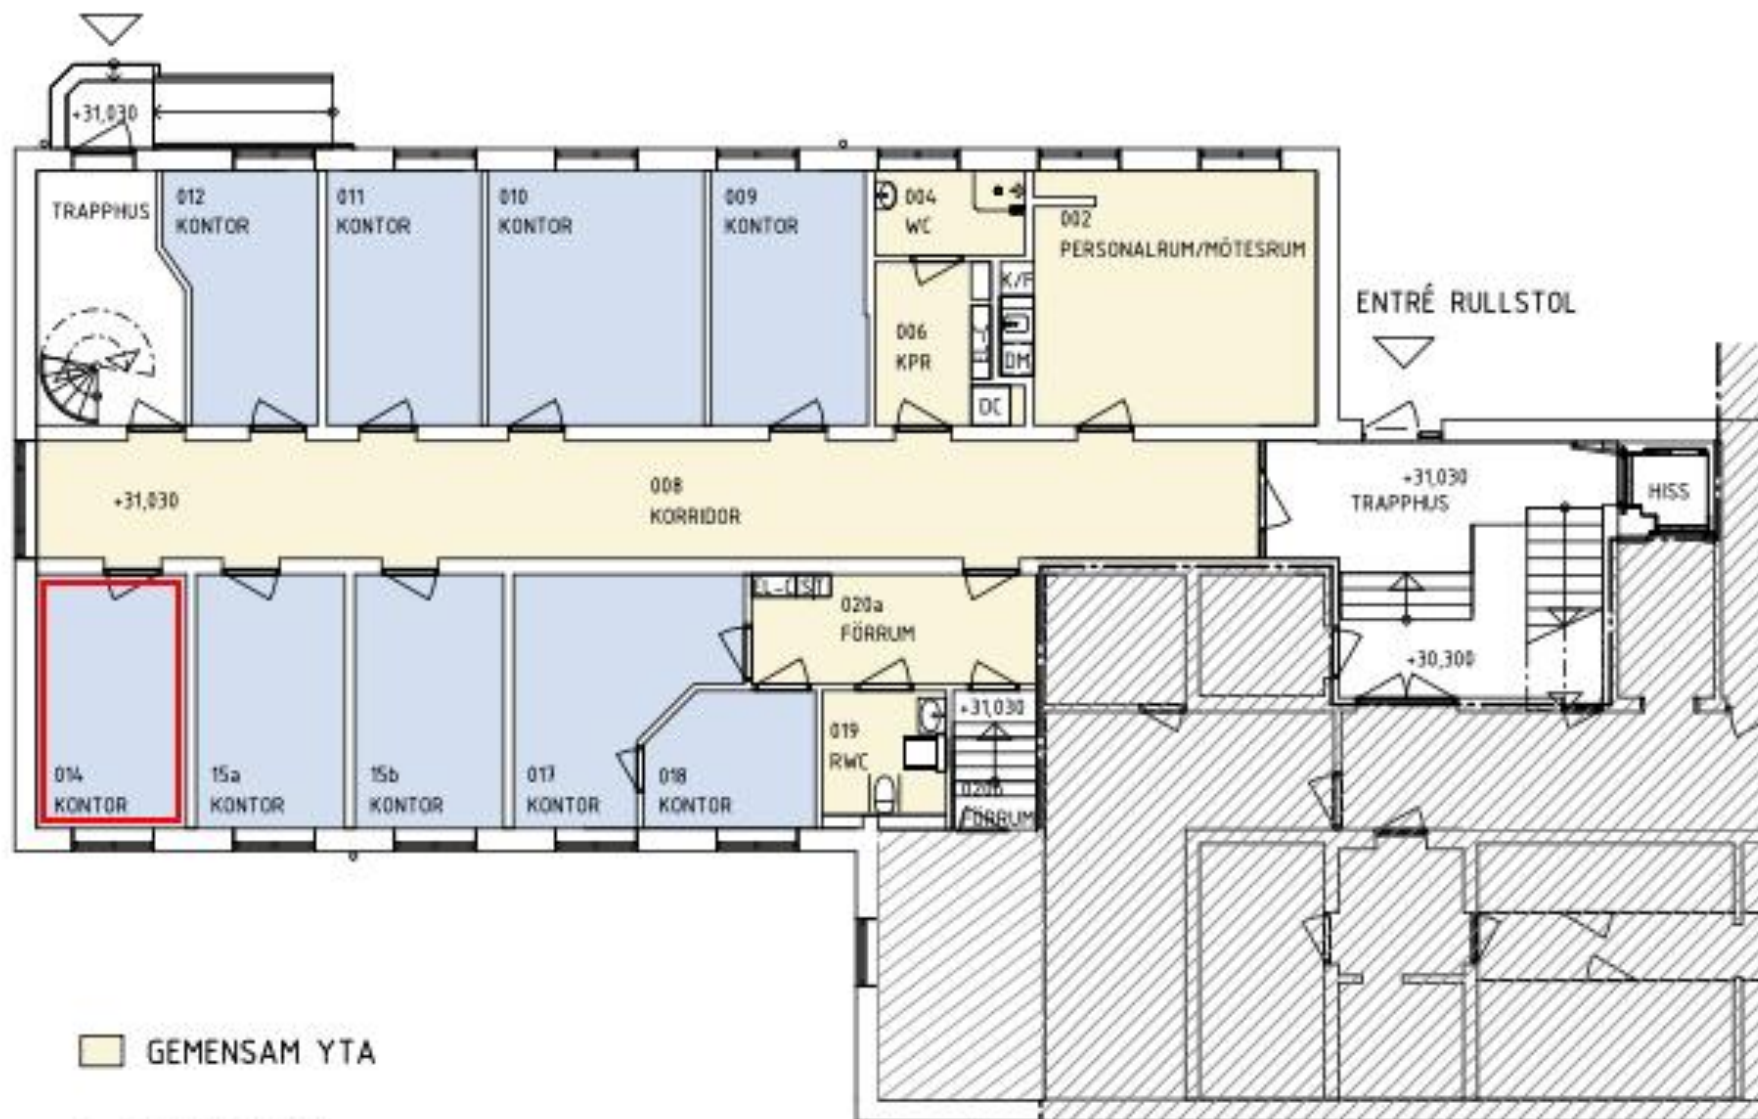 +31,030
TRAPPHUS
012
KONTOR
011
KONTOR
010
KONTOR
009
KONTOR
004
WC
002
PERSONALRUM/MÖTESRUM
K/F
006
KPR
DM
DC
ENTRÉ RULLSTOL
+31,030
008
KORRIDOR
+31,030
TRAPPHUS
HISS
+30,300
020a
FÖRRUM
+31,030
019
RWC
014
KONTOR
15a
KONTOR
15b
KONTOR
017
KONTOR
018
KONTOR
020b
FÖRRUM
GEMENSAM YTA